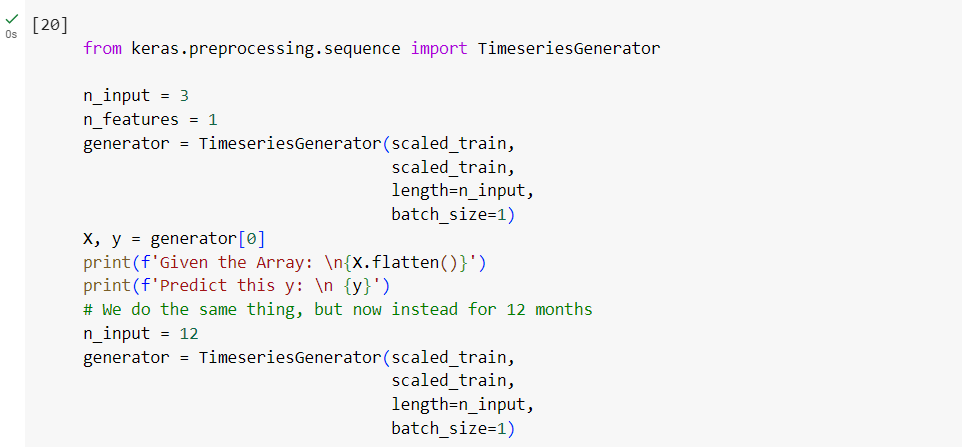 [20]
0s
from keras.preprocessing.sequence import TimeseriesGenerator
n_input = 3
n_features = 1
generator = TimeseriesGenerator(scaled_train,
scaled_train,
length=n_input,
batch_size=1)
X, y = generator[0]
print(f'Given the Array: \n{X.flatten()}')
print(f'Predict this y: \n {y}')
# We do the same thing, but now instead for 12 months
n_input = 12
generator = TimeseriesGenerator(scaled_train,
scaled_train,
length=n_input,
batch_size=1)